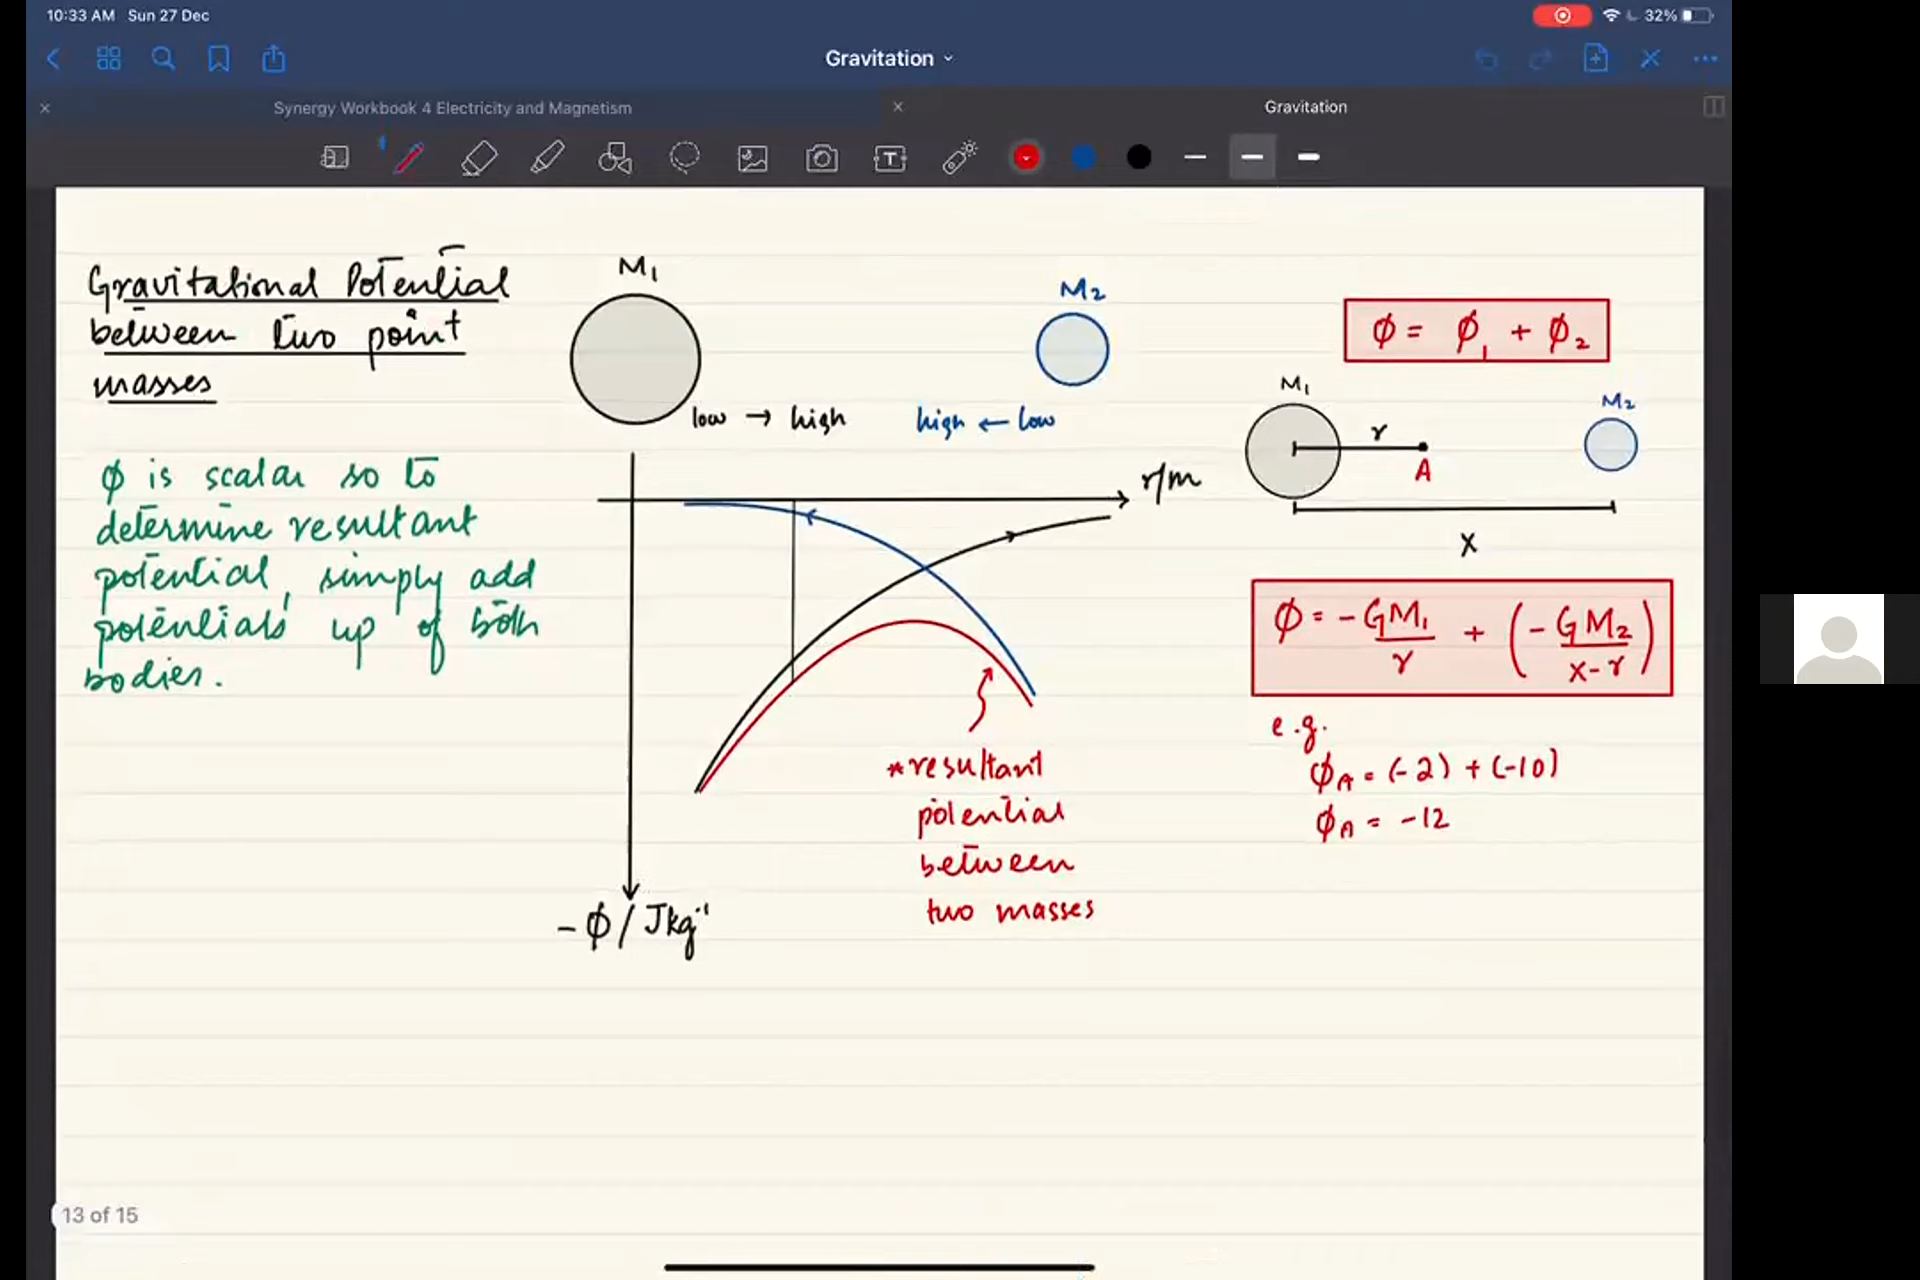 10:33 AM Sun 27 Dec
32%
Gravitation
Synergy Workbook 4 Electricity and Magnetism
Gravitation
T
Gravitational Potential
between two point
masses
ϕ is scalar so to
determine resultant
potential, simply add
potentials up of both
bodies.
M₁
M₂
low → high
high ← low
r/m
-ϕ/Jkg⁻¹
*resultant
potential
between
two masses
ϕ = ϕ₁ + ϕ₂
M₁
M₂
r
A
X
ϕ = -GM₁/r + (-GM₂/x-r)
e.g.
ϕA = (-2) + (-10)
ϕA = -12
13 of 15